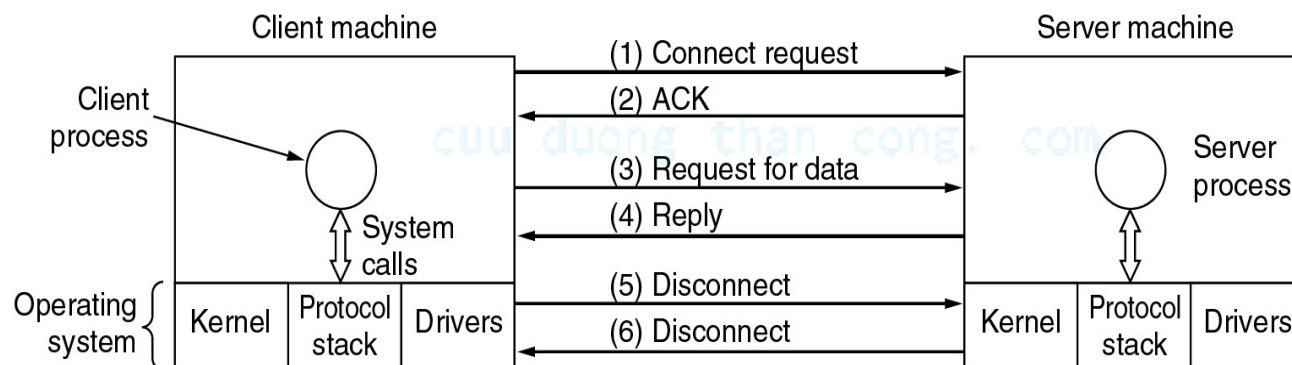 Client machine
Server machine
(1) Connect request
Client
process
(2) ACK
cuu duong than cong. com
(3) Request for data
Server
process
(4) Reply
System
calls
Operating
system
Kernel
Protocol
stack
Drivers
(5) Disconnect
(6) Disconnect
Kernel
Protocol
stack
Drivers